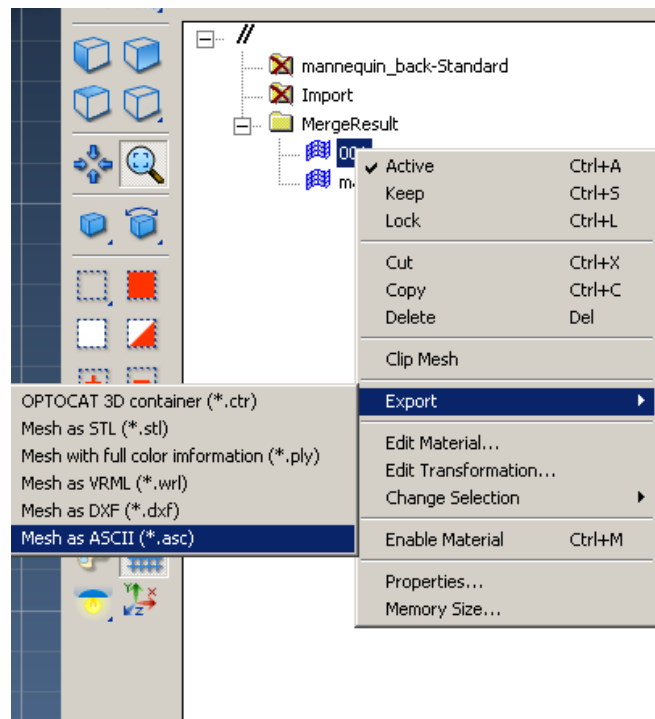 //
mannequin_back-Standard
Import
MergeResult
Active Ctrl+A
Keep Ctrl+S
Lock Ctrl+L
Cut Ctrl+X
Copy Ctrl+C
Delete Del
Clip Mesh
Export
Edit Material...
Edit Transformation...
Change Selection
Enable Material Ctrl+M
Properties...
Memory Size...
OPTOCAT 3D container (*.ctr)
Mesh as STL (*.stl)
Mesh with full color imformation (*.ply)
Mesh as VRML (*.wrl)
Mesh as DXF (*.dxf)
Mesh as ASCII (*.asc)
Y X
Z